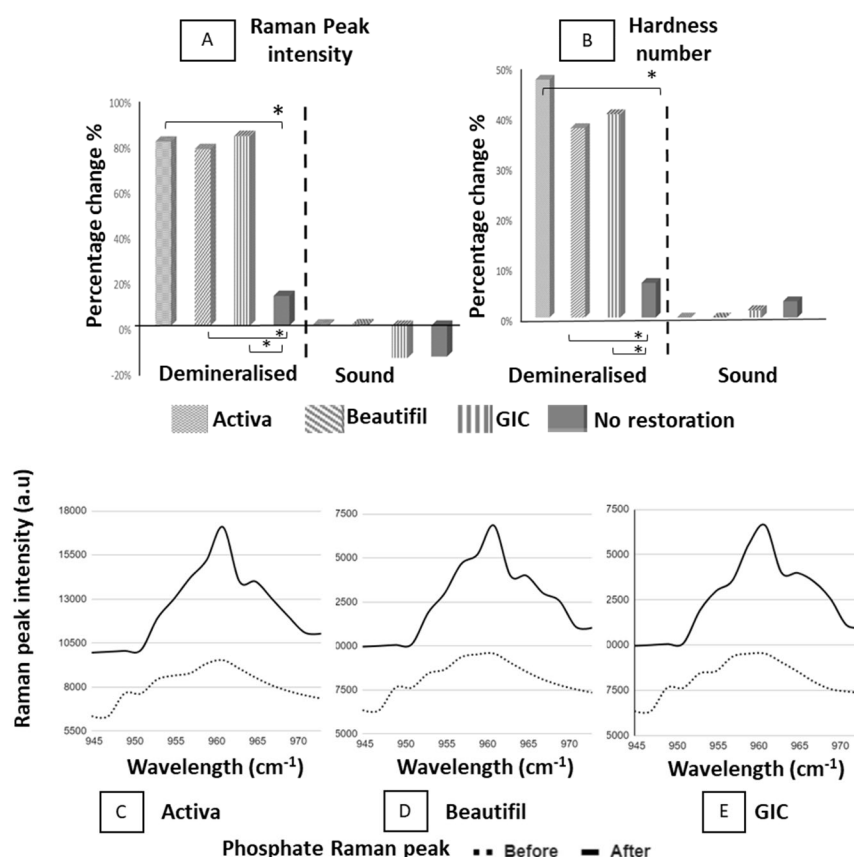 A Raman Peak intensity
B Hardness number
Percentage change %
100%
80%
60%
40%
20%
0%
-20%
*
*
*
Demineralised Sound
Percentage change %
50%
40%
30%
20%
10%
0%
*
*
*
Demineralised Sound
Activa Beautifil GIC No restoration
Raman peak intensity (a.u)
18000
15500
13000
10500
8000
5500
945 950 955 960 965 970
Wavelength (cm-1)
C Activa
7500
5000
2500
0000
7500
5000
945 950 955 960 965 970
Wavelength (cm-1)
D Beautifil
7500
5000
2500
0000
7500
5000
945 950 955 960 965 970
Wavelength (cm-1)
E GIC
Phosphate Raman peak Before After